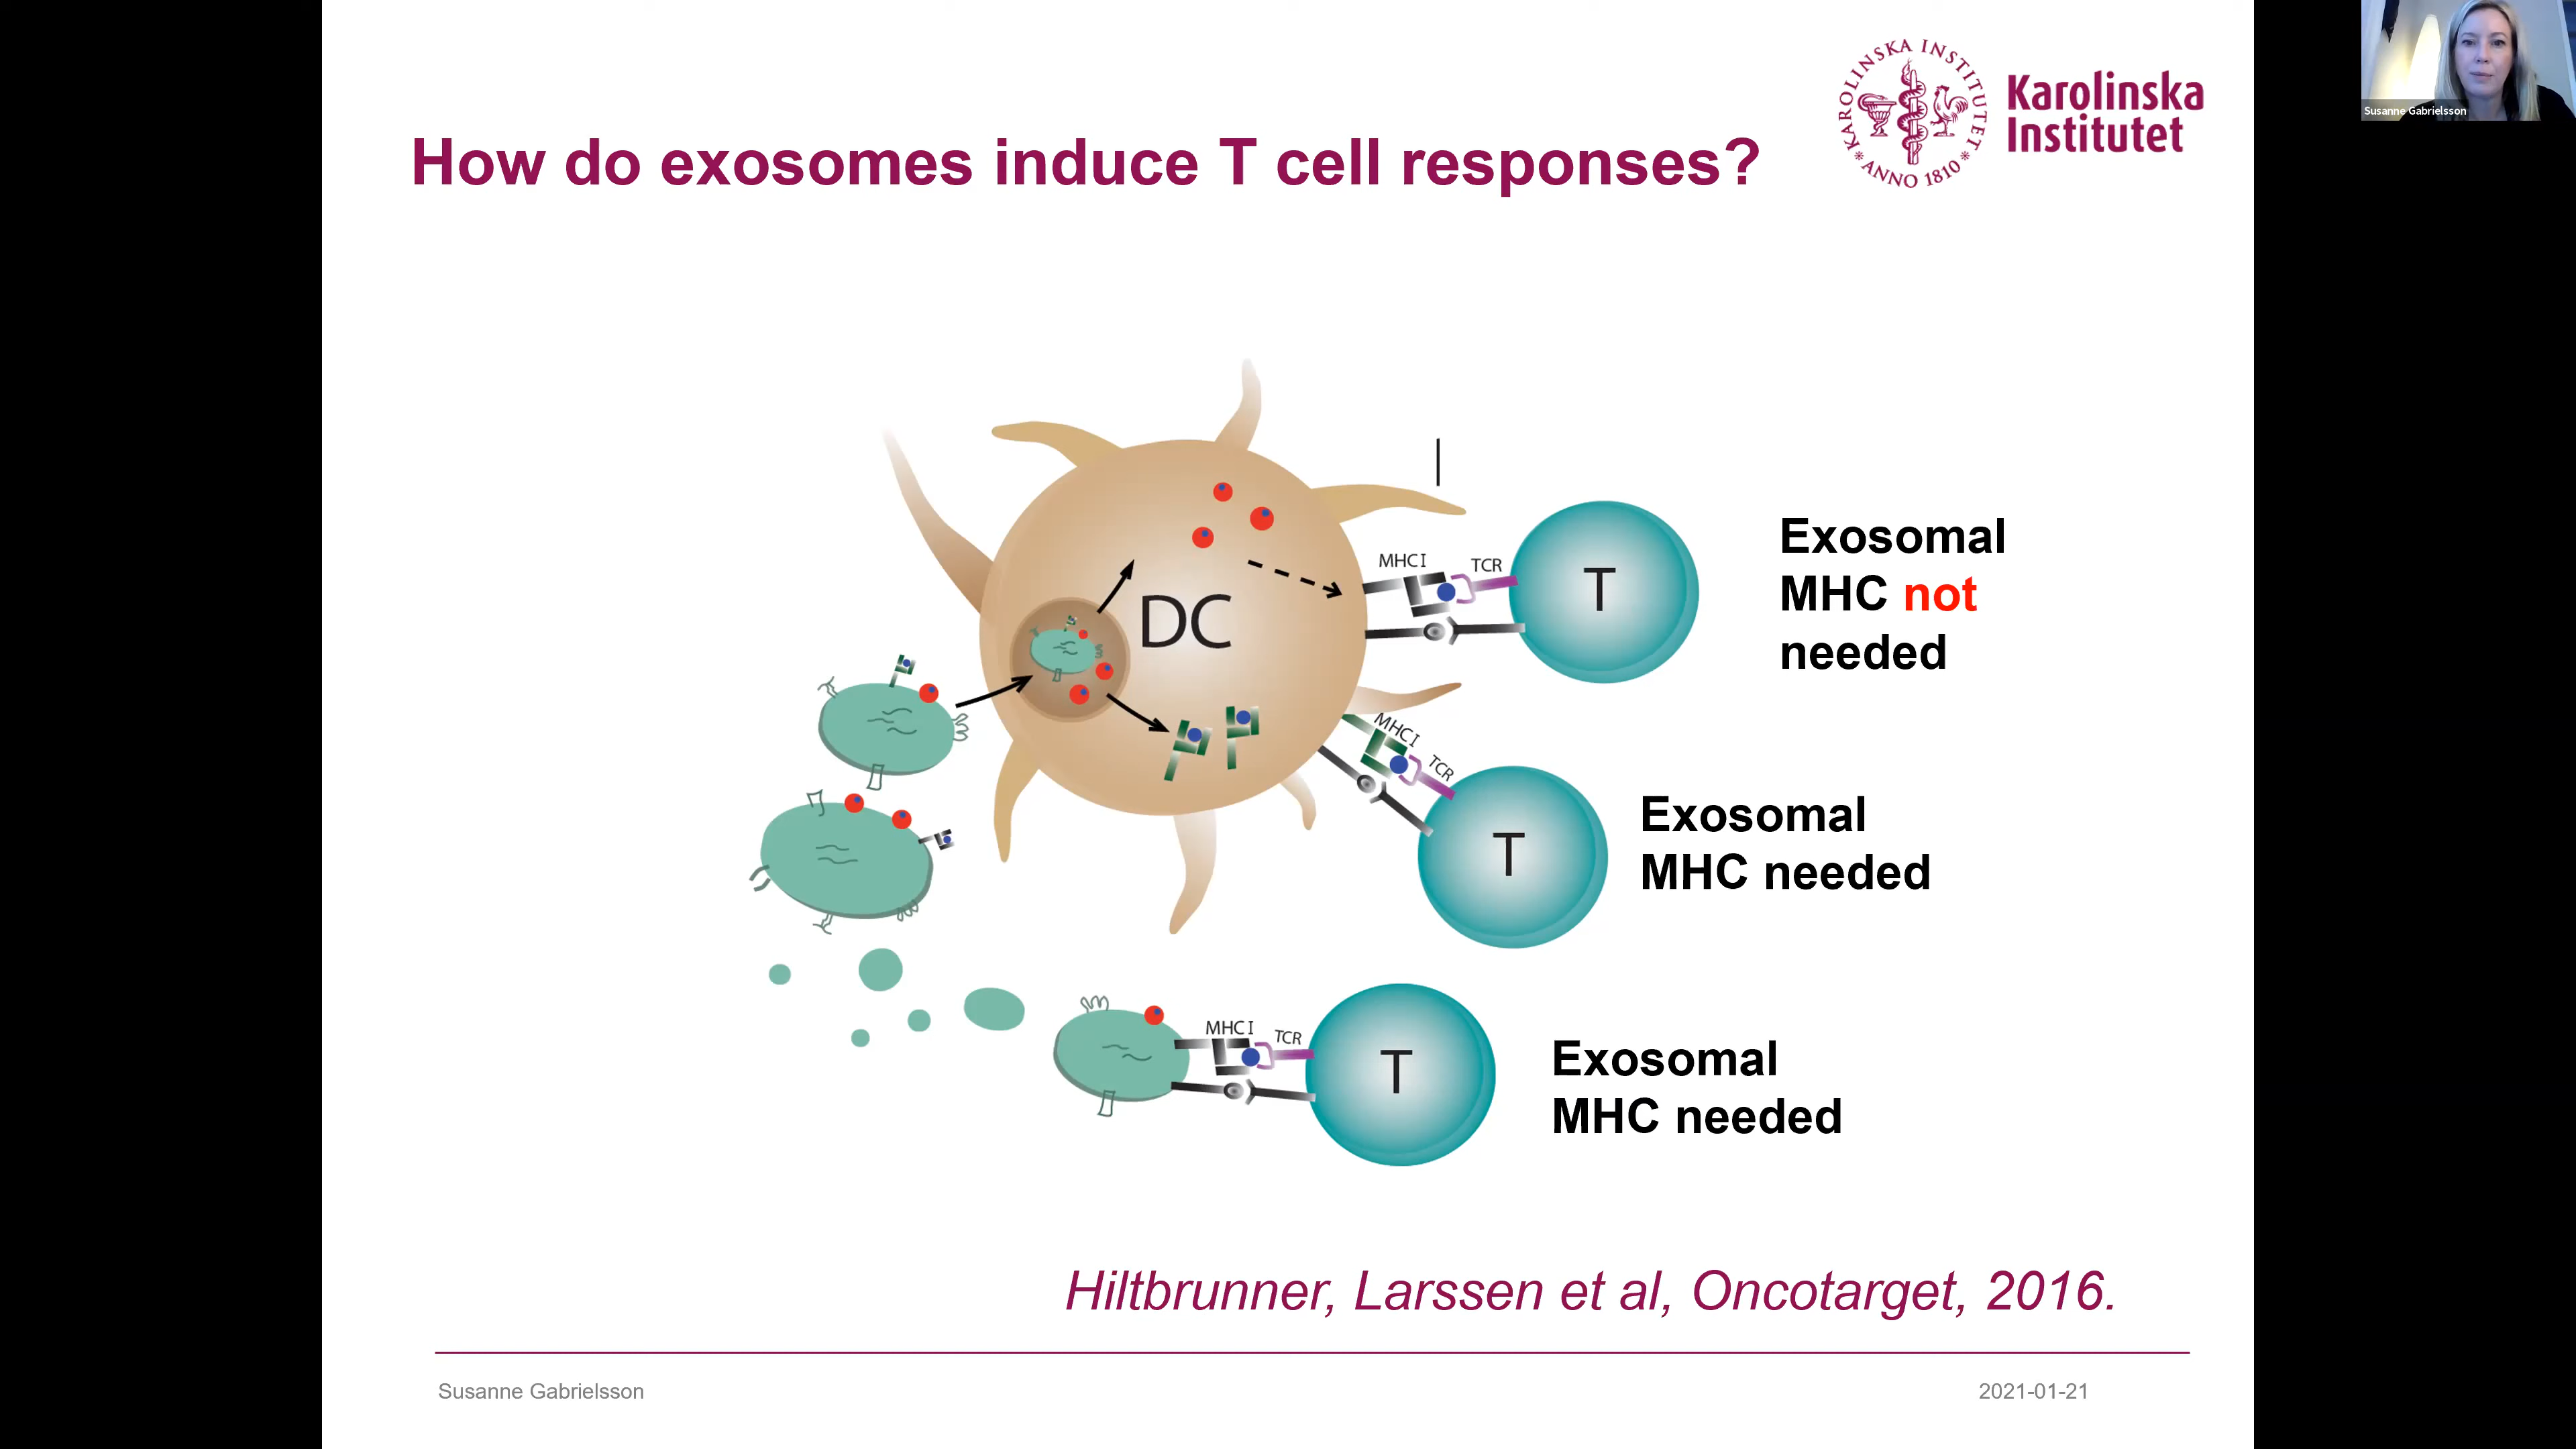 KAROLINSKA INSTITUTET
ANNO 1810
Karolinska
Institutet
Susanne Gabrielsson
How do exosomes induce T cell responses?
DC
MHC I
TCR
T
Exosomal
MHC not
needed
MHC I
TCR
T
Exosomal
MHC needed
MHC I
TCR
T
Exosomal
MHC needed
Hiltbrunner, Larssen et al, Oncotarget, 2016.
Susanne Gabrielsson
2021-01-21